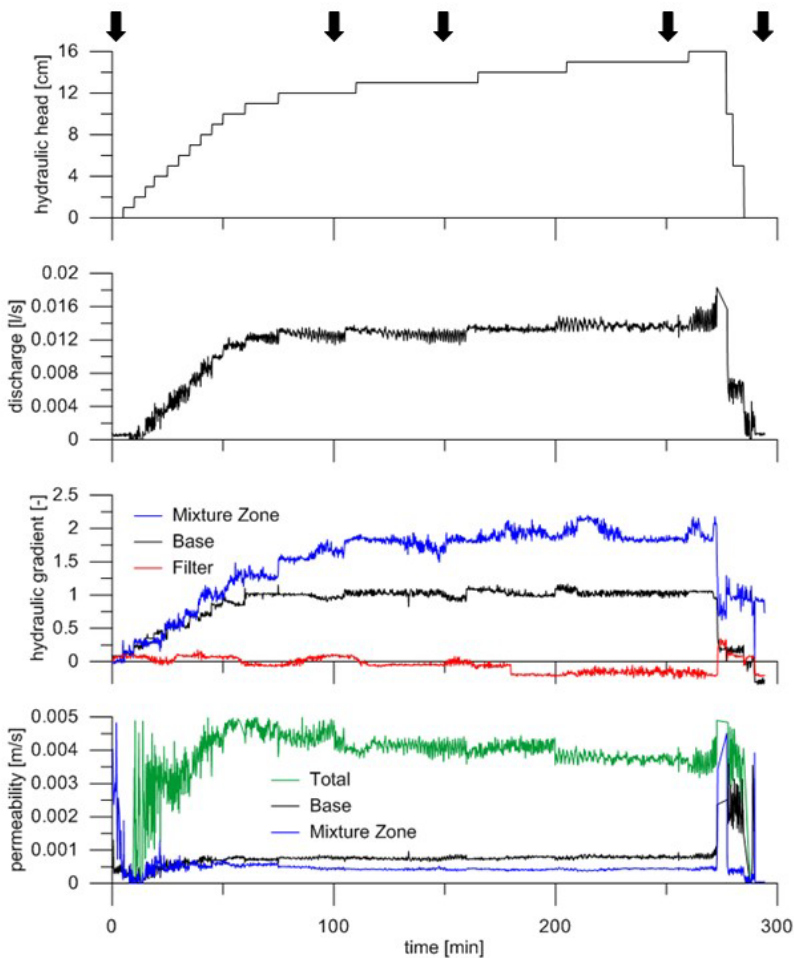 16
12
8
4
0
hydraulic head [cm]
0.02
0.016
0.012
0.008
0.004
0
discharge [l/s]
2.5
2
1.5
1
0.5
0
hydraulic gradient [-]
Mixture Zone
Base
Filter
0.005
0.004
0.003
0.002
0.001
0
permeability [m/s]
Total
Base
Mixture Zone
0 100 200 300
time [min]